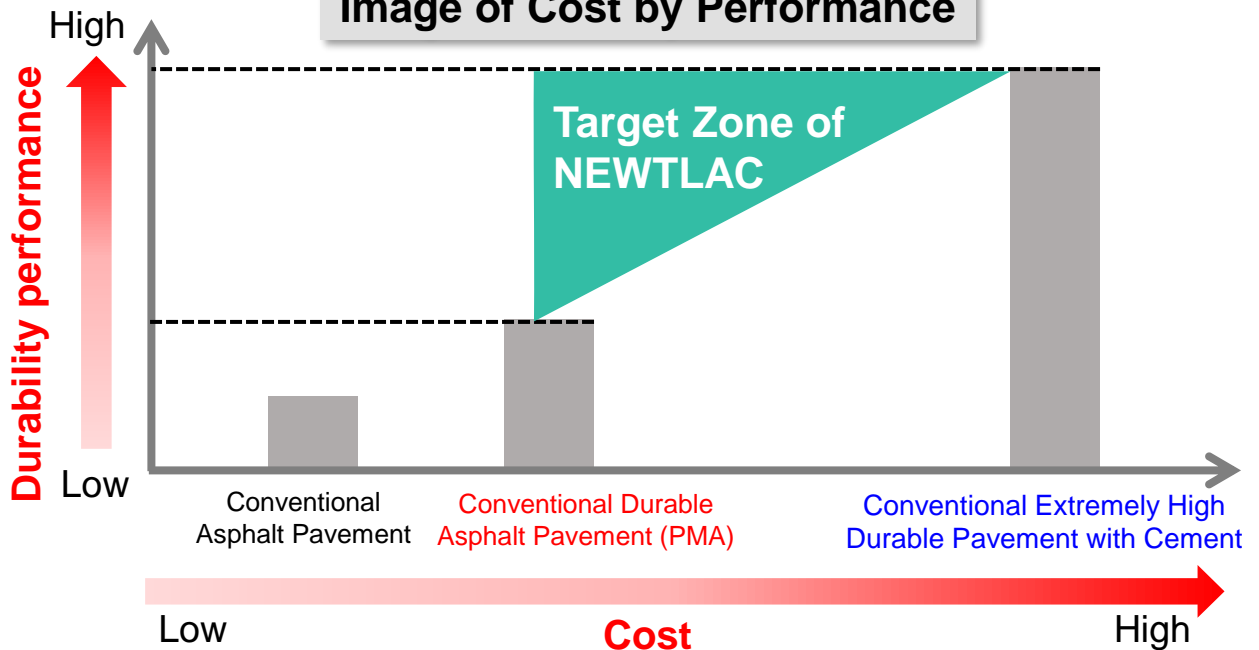 Image of Cost by Performance
High
Durability performance
Target Zone of
NEWTLAC
Low
Conventional
Asphalt Pavement
Conventional Durable
Asphalt Pavement (PMA)
Conventional Extremely High
Durable Pavement with Cement
Low
Cost
High